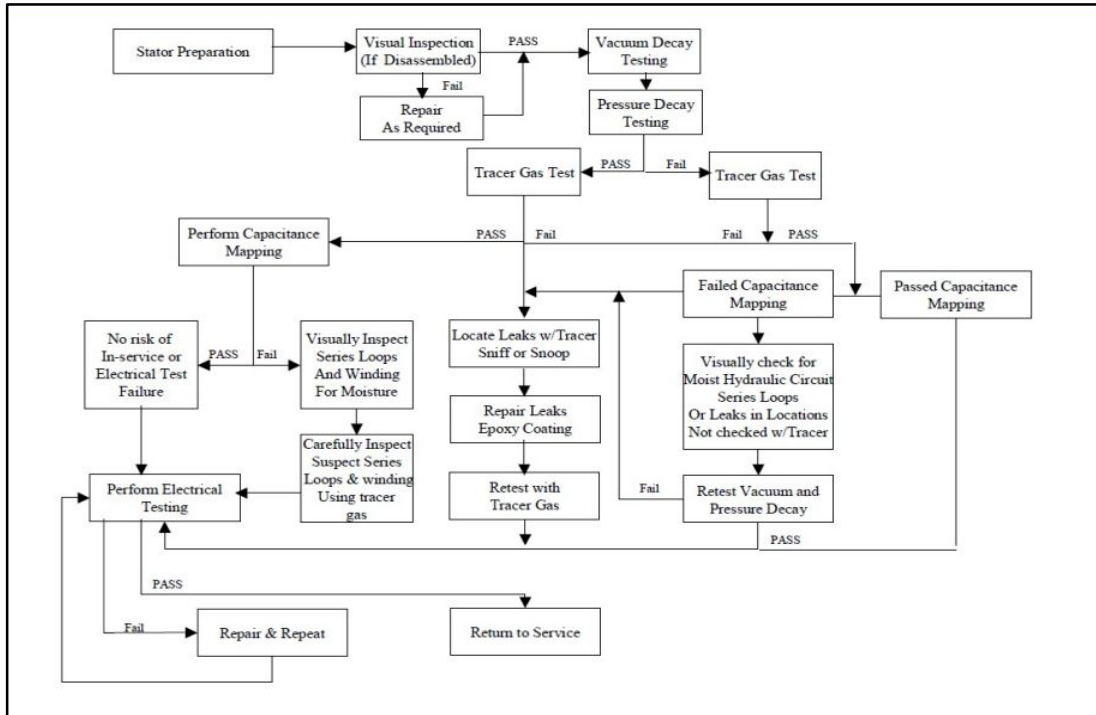 Stator Preparation
Visual Inspection
(If Disassembled)
PASS
Vacuum Decay
Testing
Fail
Repair
As Required
Pressure Decay
Testing
Tracer Gas Test
PASS
Fail
Tracer Gas Test
Perform Capacitance
Mapping
PASS
Fail
Fail
PASS
Failed Capacitance
Mapping
Passed Capacitance
Mapping
No risk of
In-service or
Electrical Test
Failure
PASS
Fail
Visually Inspect
Series Loops
And Winding
For Moisture
Locate Leaks w/Tracer
Sniff or Snoop
Visually check for
Moist Hydraulic Circuit
Series Loops
Or Leaks in Locations
Not checked w/Tracer
Repair Leaks
Epoxy Coating
Carefully Inspect
Suspect Series
Loops & winding
Using tracer
gas
Perform Electrical
Testing
Retest with
Tracer Gas
Fail
Retest Vacuum and
Pressure Decay
PASS
PASS
Fail
Repair & Repeat
Return to Service